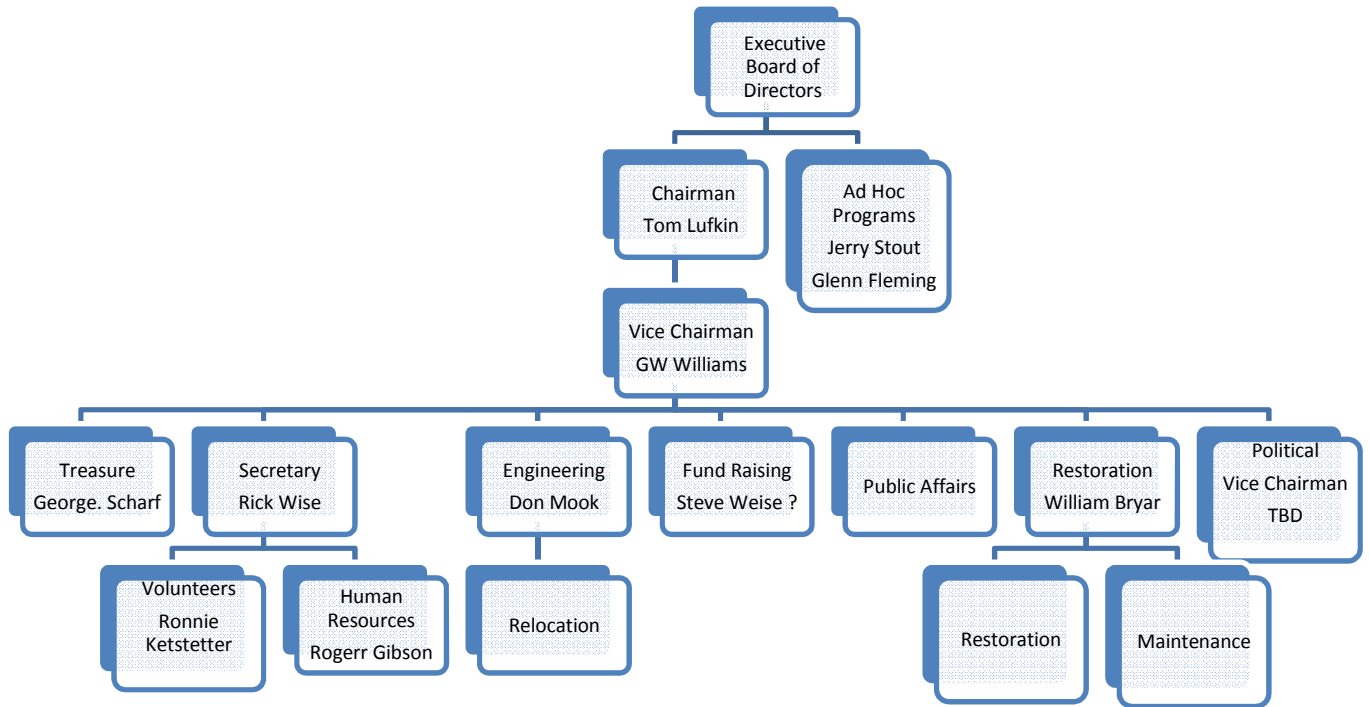 Executive
Board of
Directors
Chairman
Tom Lufkin
Ad Hoc
Programs
Jerry Stout
Glenn Fleming
Vice Chairman
GW Williams
Treasure
George. Scharf
Secretary
Rick Wise
Engineering
Don Mook
Fund Raising
Steve Weise ?
Public Affairs
Restoration
William Bryar
Political
Vice Chairman
TBD
Volunteers
Ronnie
Ketstetter
Human
Resources
Rogerr Gibson
Relocation
Restoration
Maintenance